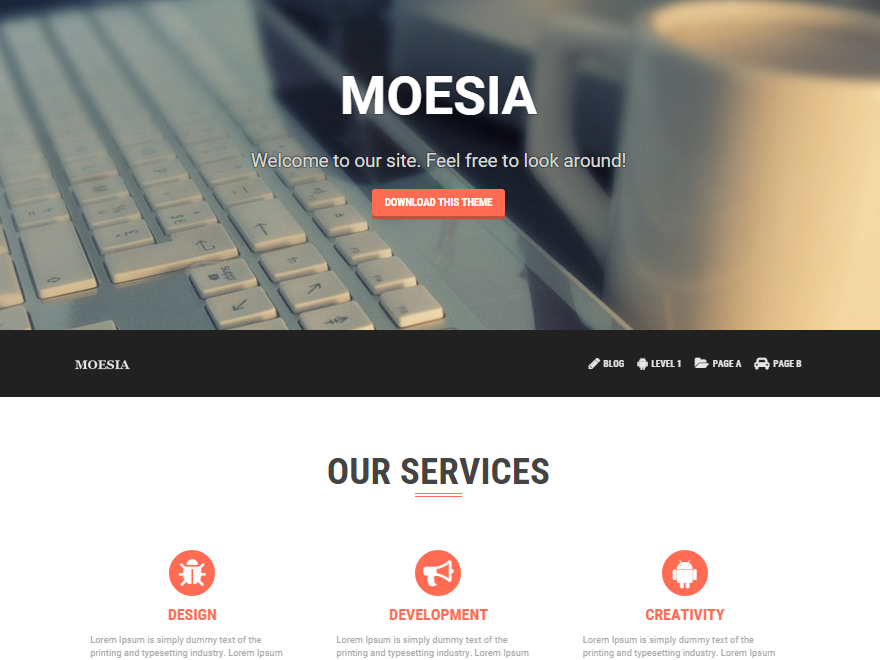 MOESIA
Welcome to our site. Feel free to look around!
DOWNLOAD THIS THEME
MOESIA
BLOG LEVEL 1 PAGE A PAGE B
OUR SERVICES
DESIGN DEVELOPMENT CREATIVITY
Lorem Ipsum is simply dummy text of the Lorem Ipsum is simply dummy text of the Lorem Ipsum is simply dummy text of the
printing and typesetting industry. Lorem Ipsum printing and typesetting industry. Lorem Ipsum printing and typesetting industry. Lorem Ipsum